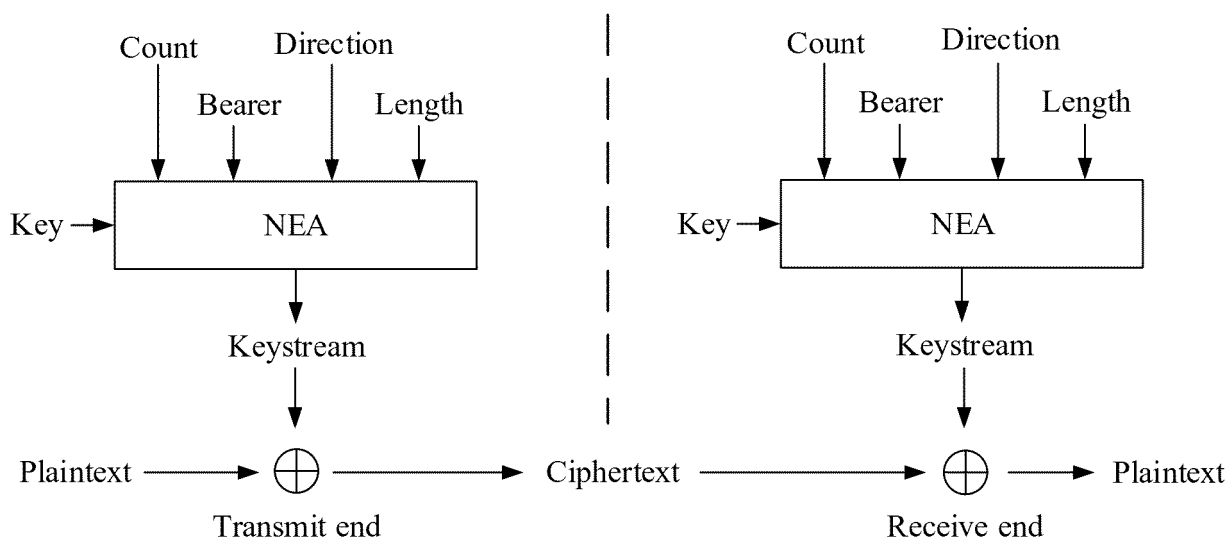 Count Direction Count Direction
Bearer Length Bearer Length
Key NEA Key NEA
Keystream Keystream
Plaintext Ciphertext Plaintext
Transmit end Receive end